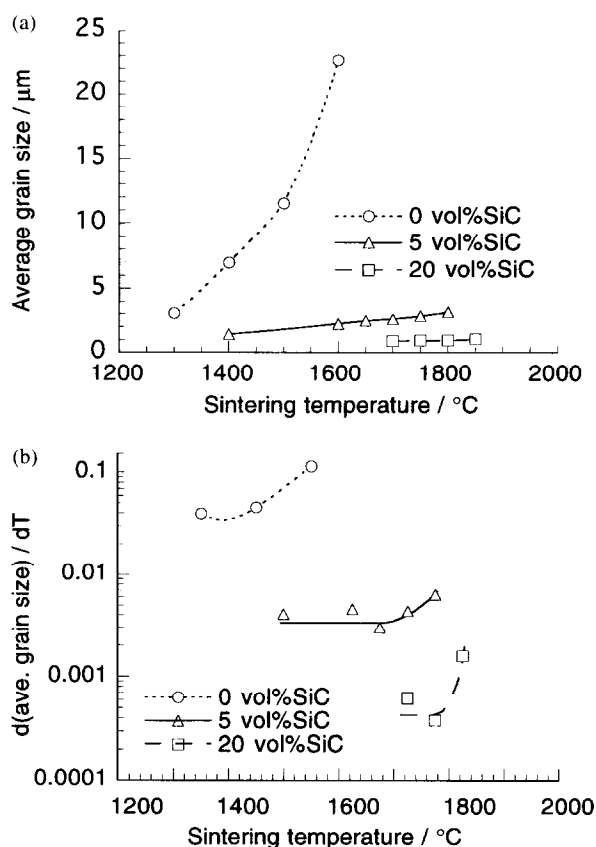 (a)
Average grain size / μm
25
20
15
10
5
0
0 vol%SiC
5 vol%SiC
20 vol%SiC
1200 1400 1600 1800 2000
Sintering temperature / °C
(b)
d(ave. grain size) / dT
0.1
0.01
0.001
0.0001
0 vol%SiC
5 vol%SiC
20 vol%SiC
1200 1400 1600 1800 2000
Sintering temperature / °C